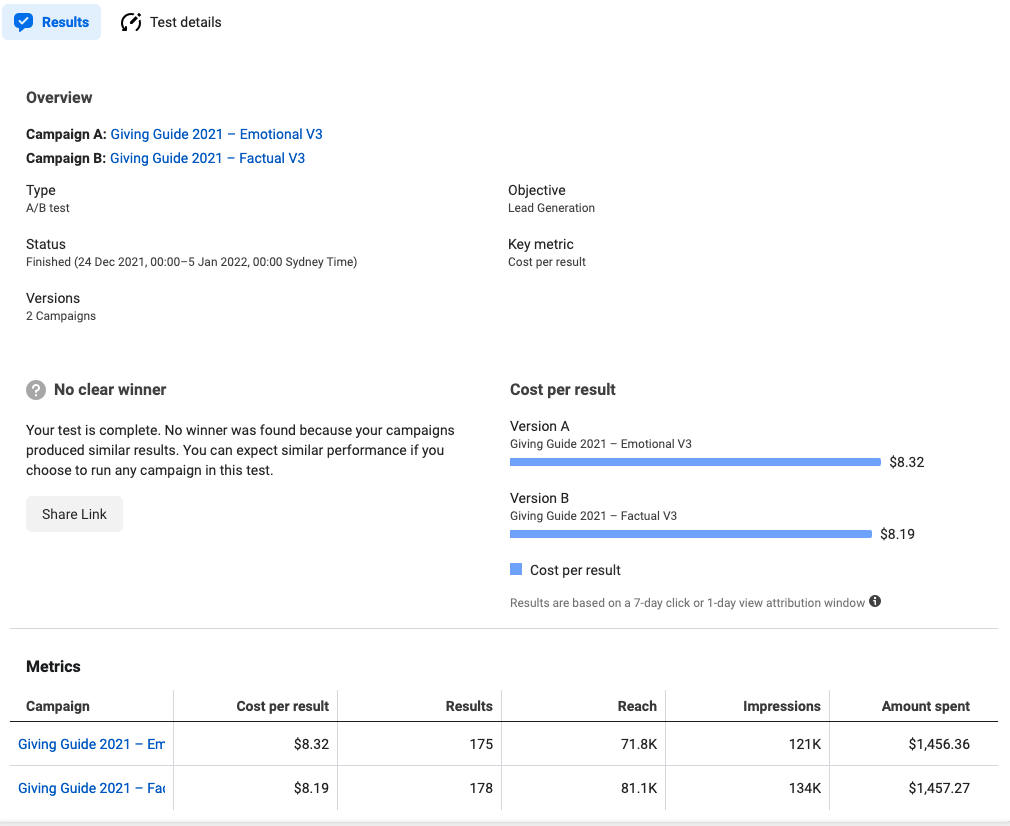 Results
Test details
Overview
Campaign A: Giving Guide 2021 – Emotional V3
Campaign B: Giving Guide 2021 – Factual V3
Type
A/B test
Objective
Lead Generation
Status
Finished (24 Dec 2021, 00:00–5 Jan 2022, 00:00 Sydney Time)
Key metric
Cost per result
Versions
2 Campaigns
No clear winner
Your test is complete. No winner was found because your campaigns
produced similar results. You can expect similar performance if you
choose to run any campaign in this test.
Share Link
Cost per result
Version A
Giving Guide 2021 – Emotional V3
$8.32
Version B
Giving Guide 2021 – Factual V3
$8.19
Cost per result
Results are based on a 7-day click or 1-day view attribution window
Metrics
Campaign Cost per result Results Reach Impressions Amount spent
Giving Guide 2021 – Em $8.32 175 71.8K 121K $1,456.36
Giving Guide 2021 – Fac $8.19 178 81.1K 134K $1,457.27